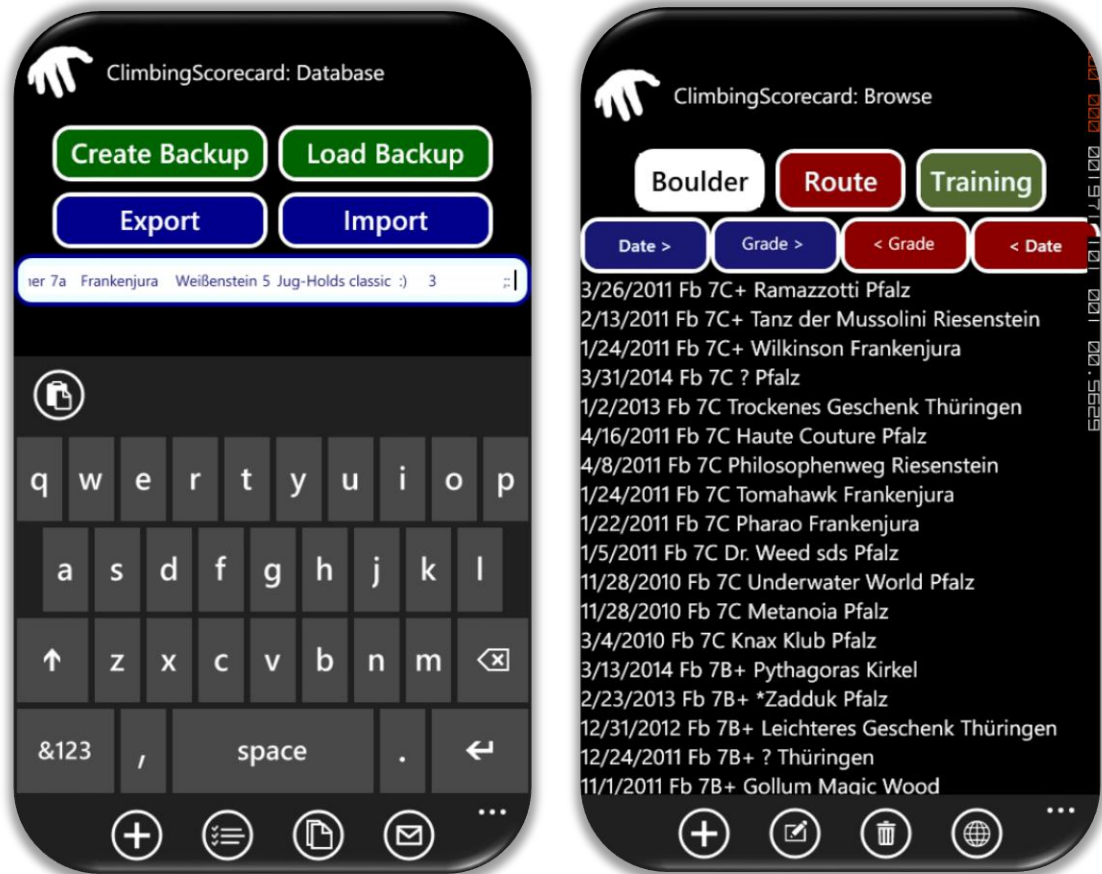 ClimbingScorecard: Database
Create Backup Load Backup
Export Import
7a Frankenjura Weißenstein 5 Jug-Holds classic :) 3 ;;
q w e r t y u i o p
a s d f g h j k l
z x c v b n m
&123 , space .
ClimbingScorecard: Browse
Boulder Route Training
Date > Grade > < Grade < Date
3/26/2011 Fb 7C+ Ramazzotti Pfalz
2/13/2011 Fb 7C+ Tanz der Mussolini Riesenstein
1/24/2011 Fb 7C+ Wilkinson Frankenjura
3/31/2014 Fb 7C ? Pfalz
1/2/2013 Fb 7C Trockenes Geschenk Thüringen
4/16/2011 Fb 7C Haute Couture Pfalz
4/8/2011 Fb 7C Philosophenweg Riesenstein
1/24/2011 Fb 7C Tomahawk Frankenjura
1/22/2011 Fb 7C Pharao Frankenjura
1/5/2011 Fb 7C Dr. Weed sds Pfalz
11/28/2010 Fb 7C Underwater World Pfalz
11/28/2010 Fb 7C Metanoia Pfalz
3/4/2010 Fb 7C Knax Klub Pfalz
3/13/2014 Fb 7B+ Pythagoras Kirkel
2/23/2013 Fb 7B+ *Zadduk Pfalz
12/31/2012 Fb 7B+ Leichteres Geschenk Thüringen
12/24/2011 Fb 7B+ ? Thüringen
11/1/2011 Fb 7B+ Gollum Magic Wood